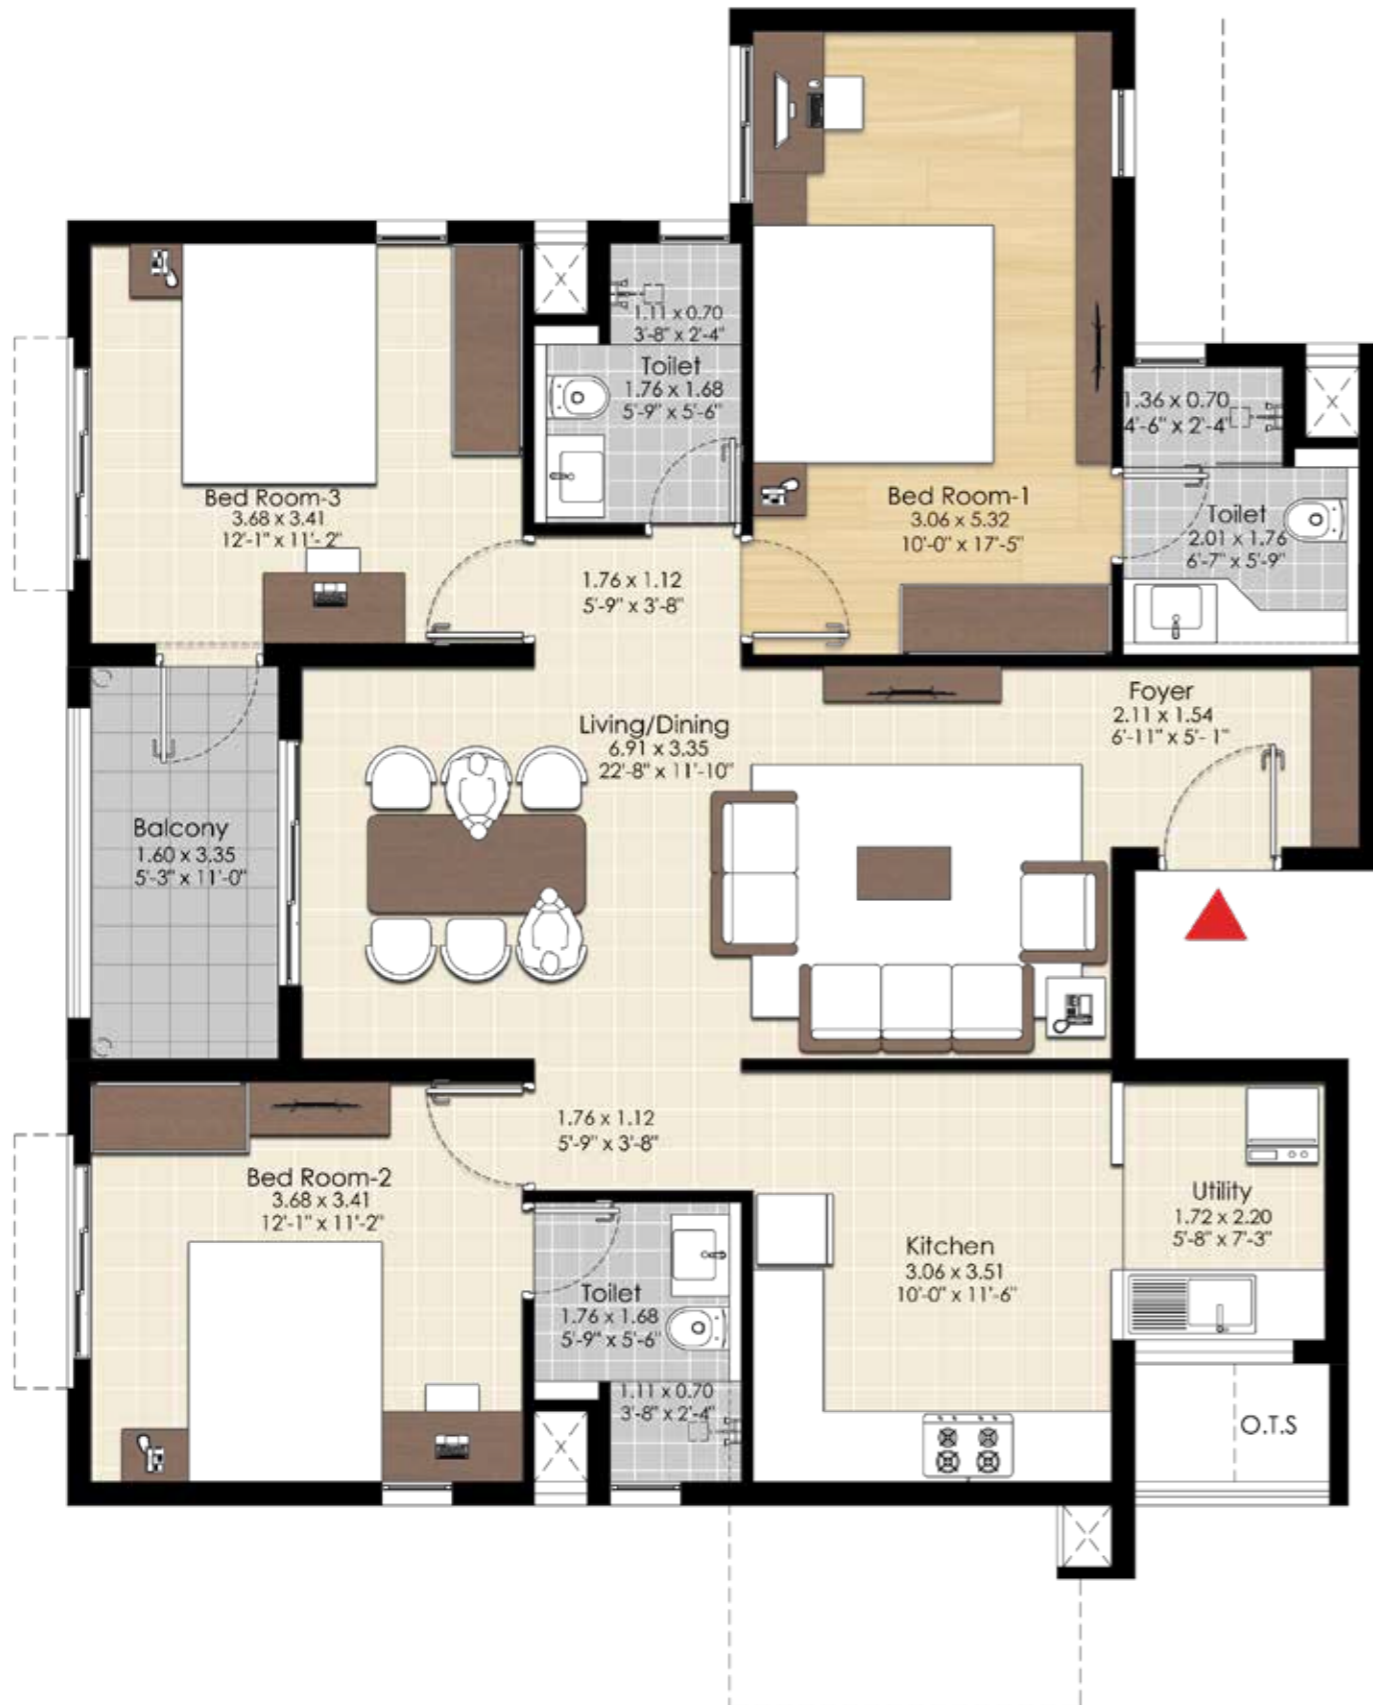 1.11 x 0.70
3'-8" x 2'-4"
Toilet
1.76 x 1.68
5'-9" x 5'-6"
1.36 x 0.70
4'-6" x 2'-4"
Bed Room-3
3.68 x 3.41
12'-1" x 11'- 2"
Bed Room-1
3.06 x 5.32
10'-0" x 17'-5"
Toilet
2.01 x 1.76
6'-7" x 5'-9"
1.76 x 1.12
5'-9" x 3'-8"
Foyer
2.11 x 1.54
6'-11" x 5'- 1"
Living/Dining
6.91 x 3.35
22'-8" x 11'-10"
Balcony
1.60 x 3.35
5'-3" x 11'-0"
1.76 x 1.12
5'-9" x 3'-8"
Bed Room-2
3.68 x 3.41
12'-1" x 11'-2"
Utility
1.72 x 2.20
5'-8" x 7'-3"
Kitchen
3.06 x 3.51
10'-0" x 11'-6"
Toilet
1.76 x 1.68
5'-9" x 5'-6"
1.11 x 0.70
3'-8" x 2'-4"
O.T.S